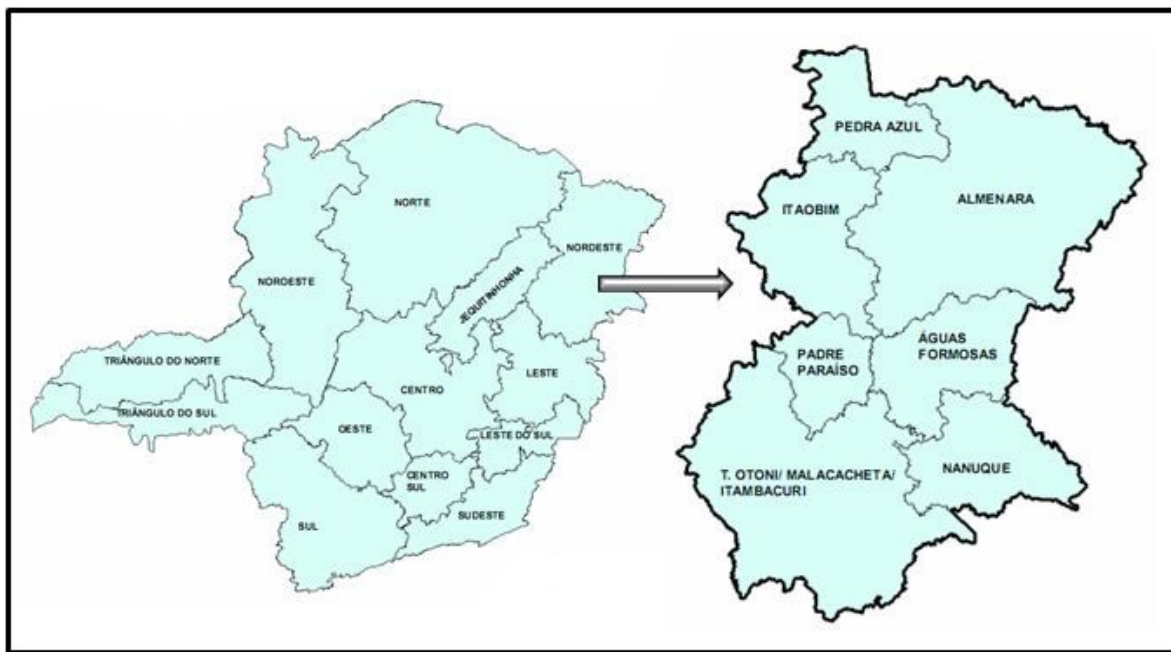 NORTE
NORDESTE
NOROESTE
JEQUITINHONHA
TRIÂNGULO DO NORTE
LESTE
CENTRO
TRIÂNGULO DO SUL
OESTE
LESTE DO SUL
CENTRO
SUL
SUDESTE
SUL
PEDRA AZUL
ITAOBIM
ALMENARA
PADRE
PARAÍSO
ÁGUAS
FORMOSAS
T. OTONI/ MALACACHETA/
ITAMBACURI
NANUQUE